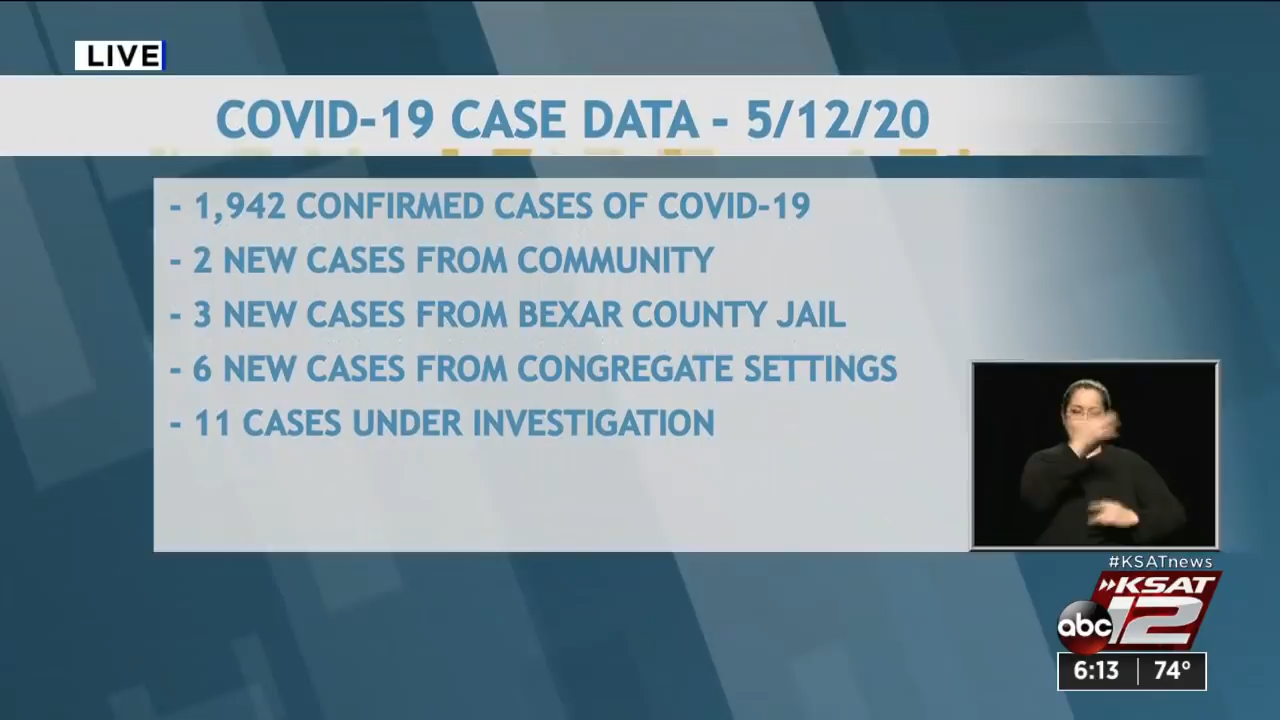 LIVE
COVID-19 CASE DATA - 5/12/20
- 1,942 CONFIRMED CASES OF COVID-19
- 2 NEW CASES FROM COMMUNITY
- 3 NEW CASES FROM BEXAR COUNTY JAIL
- 6 NEW CASES FROM CONGREGATE SETTINGS
- 11 CASES UNDER INVESTIGATION
#KSATnews
KSAT
abc 12
6:13 74°